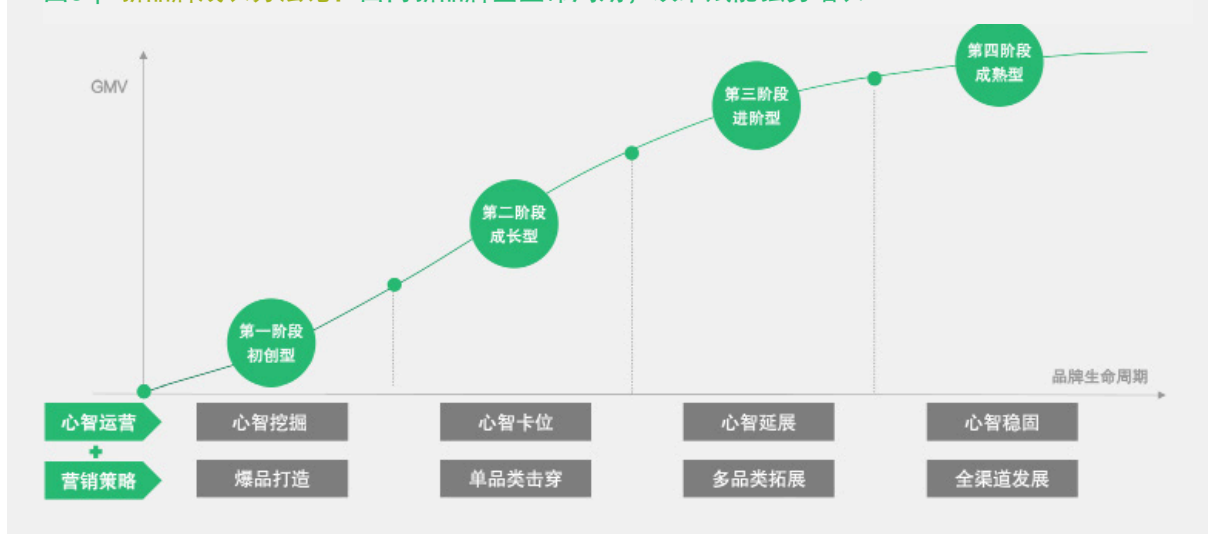 GMV
第四阶段
成熟型
第三阶段
进阶型
第二阶段
成长型
第一阶段
初创型
品牌生命周期
心智运营
心智挖掘
心智卡位
心智延展
心智稳固
+
营销策略
爆品打造
单品类击穿
多品类拓展
全渠道发展